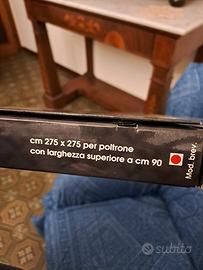 cm 275 x 275 per poltrone
con larghezza superiore a cm 90
Mod. brev.
subito